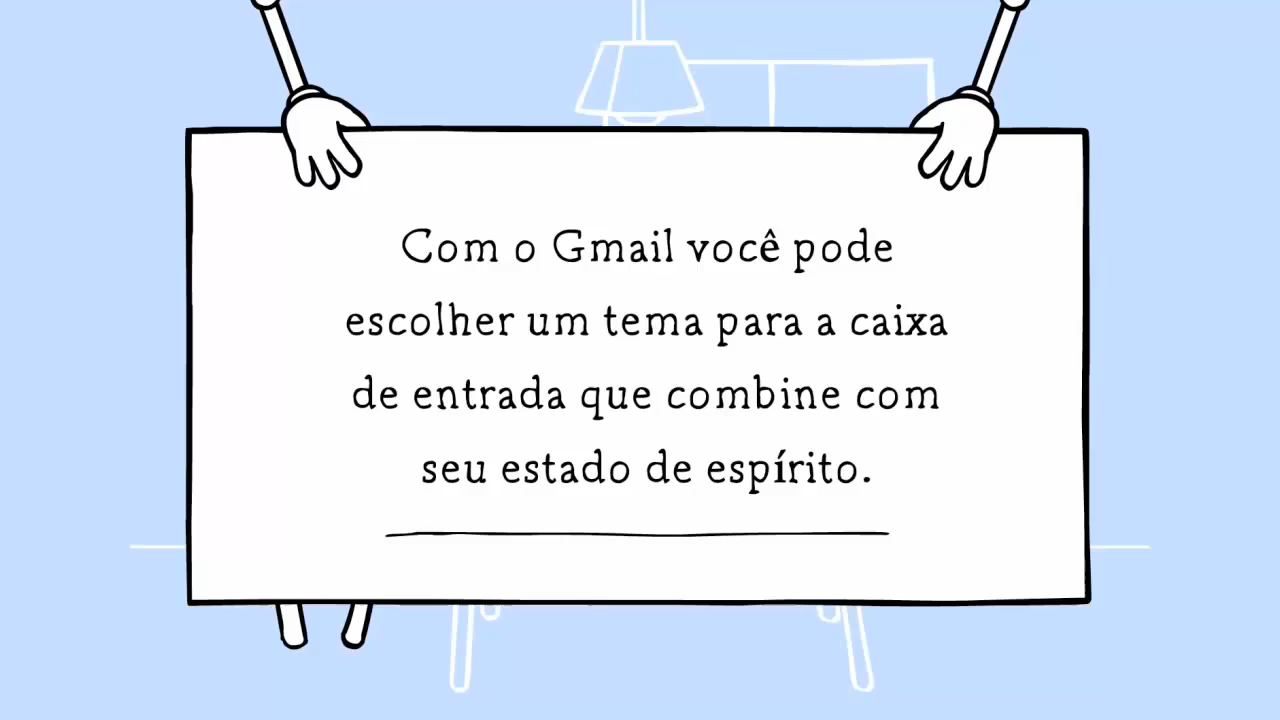 Com o Gmail você pode
escolher um tema para a caixa
de entrada que combine com
seu estado de espírito.